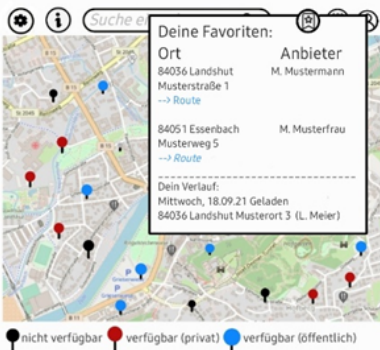 Suche
Deine Favoriten:
Ort Anbieter
84036 Landshut M. Mustermann
Musterstraße 1
--> Route
84051 Essenbach M. Musterfrau
Musterweg 5
--> Route
Dein Verlauf:
Mittwoch, 18.09.21 Geladen
84036 Landshut Musterort 3 (L. Meier)
nicht verfügbar verfügbar (privat) verfügbar (öffentlich)